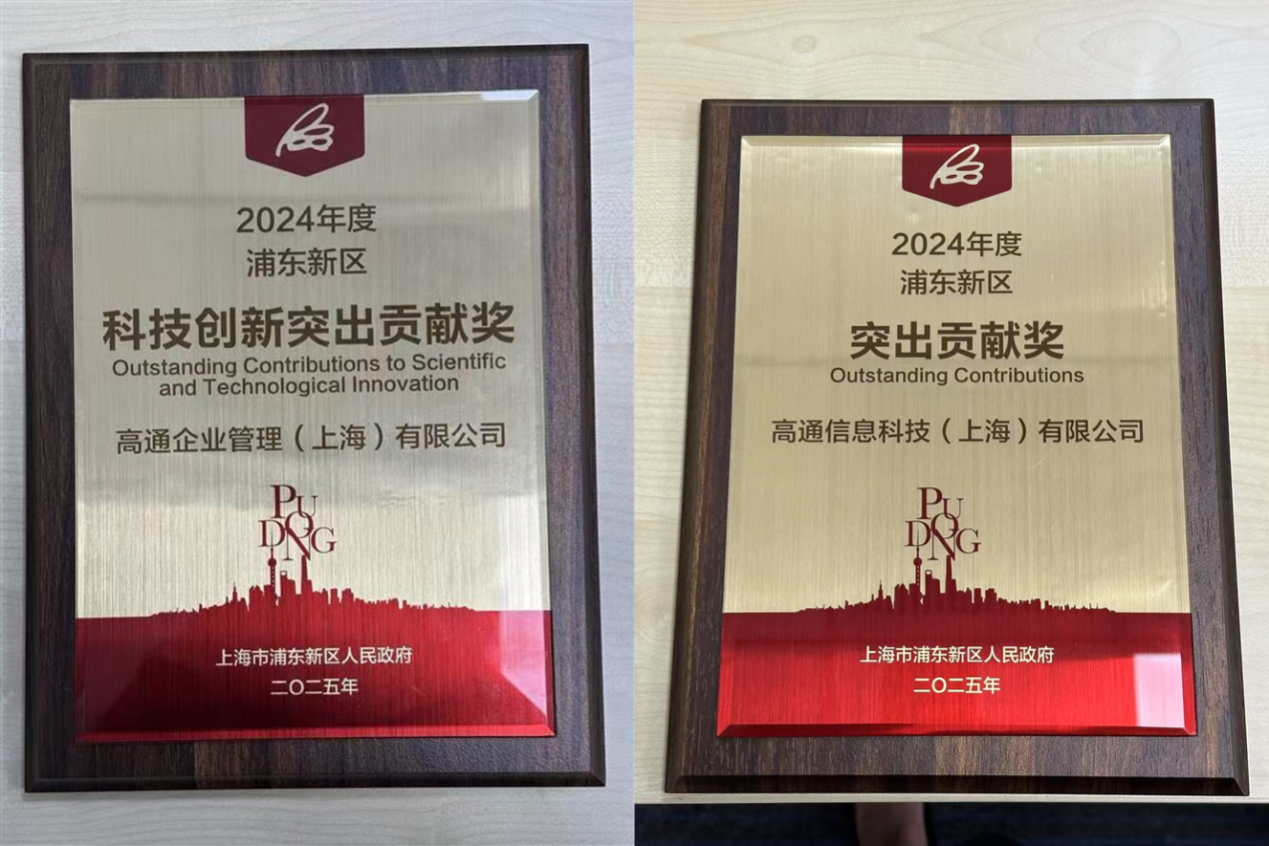 2024年度
浦东新区
科技创新突出贡献奖
Outstanding Contributions to Scientific
and Technological Innovation
高通企业管理（上海）有限公司
PUDONG
上海市浦东新区人民政府
二〇二五年
2024年度
浦东新区
突出贡献奖
Outstanding Contributions
高通信息科技（上海）有限公司
PUDONG
上海市浦东新区人民政府
二〇二五年